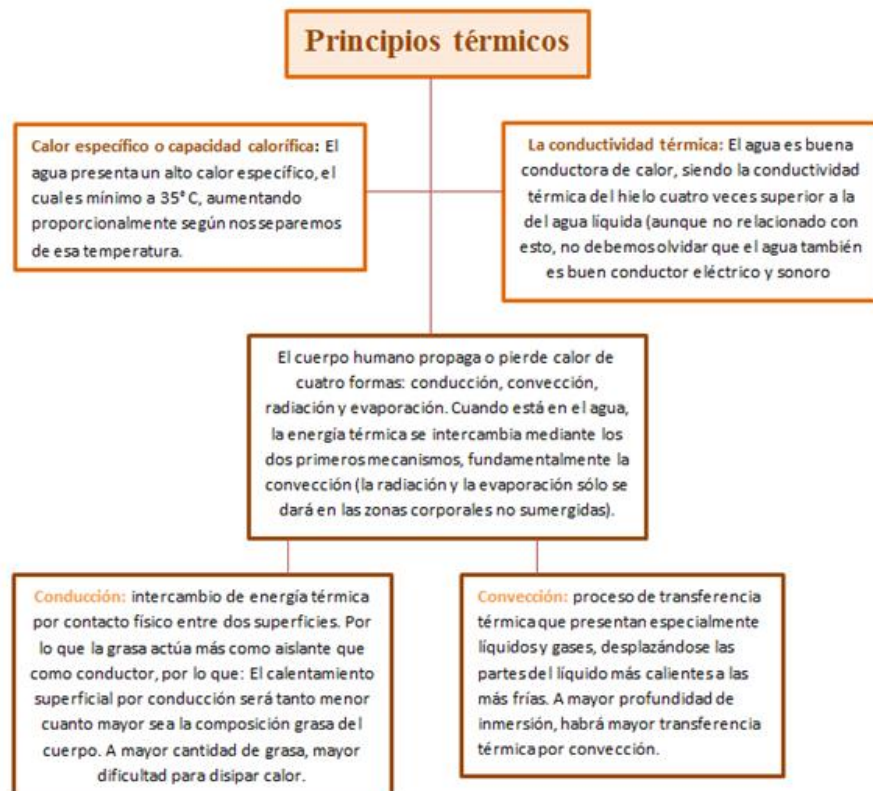 Principios térmicos
Calor específico o capacidad calorífica: El
agua presenta un alto calor específico, el
cual es mínimo a 35° C, aumentando
proporcionalmente según nos separemos
de esa temperatura.
La conductividad térmica: El agua es buena
conductora de calor, siendo la conductividad
térmica del hielo cuatro veces superior a la
del agua líquida (aunque no relacionado con
esto, no debemos olvidar que el agua también
es buen conductor eléctrico y sonoro
El cuerpo humano propaga o pierde calor de
cuatro formas: conducción, convección,
radiación y evaporación. Cuando está en el agua,
la energía térmica se intercambia mediante los
dos primeros mecanismos, fundamentalmente la
convección (la radiación y la evaporación sólo se
dará en las zonas corporales no sumergidas).
Conducción: intercambio de energía térmica
por contacto físico entre dos superficies. Por
lo que la grasa actúa más como aislante que
como conductor, por lo que: El calentamiento
superficial por conducción será tanto menor
cuanto mayor sea la composición grasa del
cuerpo. A mayor cantidad de grasa, mayor
dificultad para disipar calor.
Convección: proceso de transferencia
térmica que presentan especialmente
líquidos y gases, desplazándose las
partes del líquido más calientes a las
más frías. A mayor profundidad de
inmersión, habrá mayor transferencia
térmica por convección.